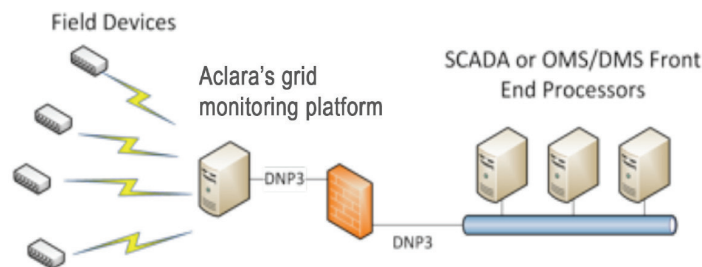 Field Devices
Aclara's grid
monitoring platform
SCADA or OMS/DMS Front
End Processors
DNP3
DNP3